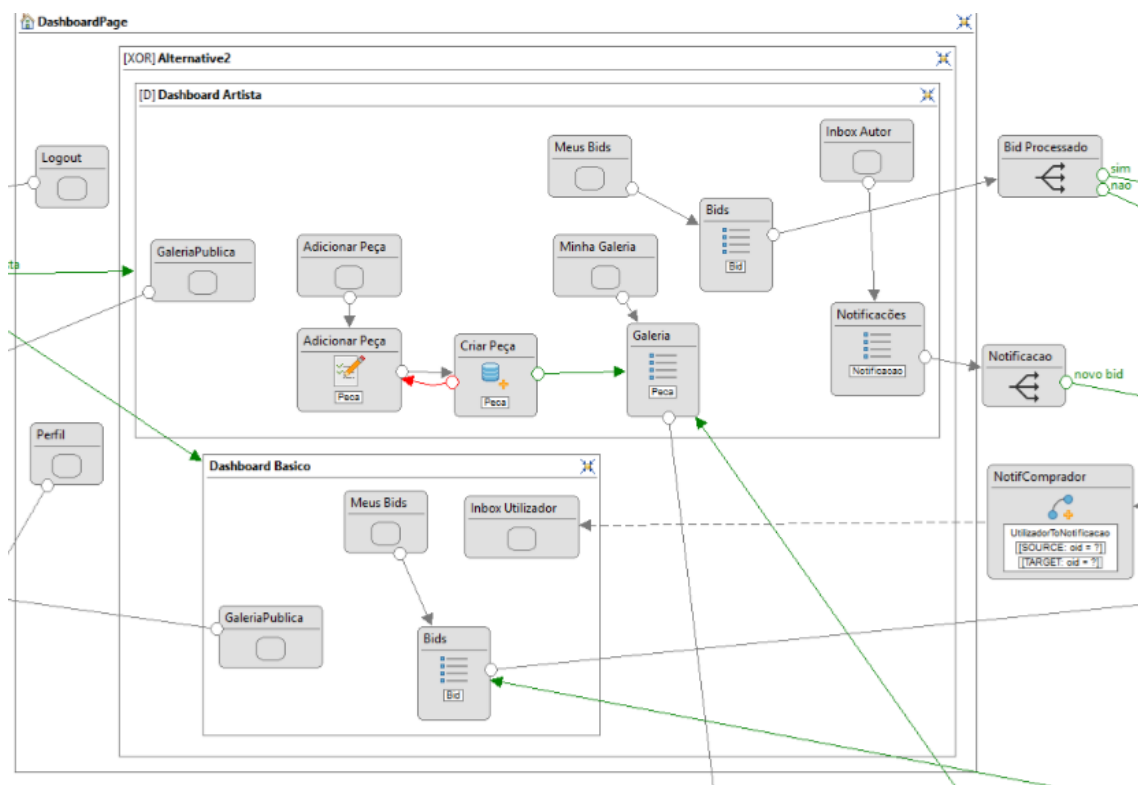 DashboardPage
[XOR] Alternative2
[D] Dashboard Artista
Logout
Meus Bids
Inbox Autor
Bid Processado
sim
nao
Bids
Bid
GaleriaPublica
Adicionar Peça
Minha Galeria
ta
Adicionar Peça
Peca
Criar Peça
Peca
Galeria
Peca
Notificacões
Notificacao
Notificacao
novo bid
Perfil
Dashboard Basico
Meus Bids
Inbox Utilizador
NotifComprador
UtilizadorToNotificacao
[SOURCE: oid = ?]
[TARGET: oid = ?]
GaleriaPublica
Bids
Bid